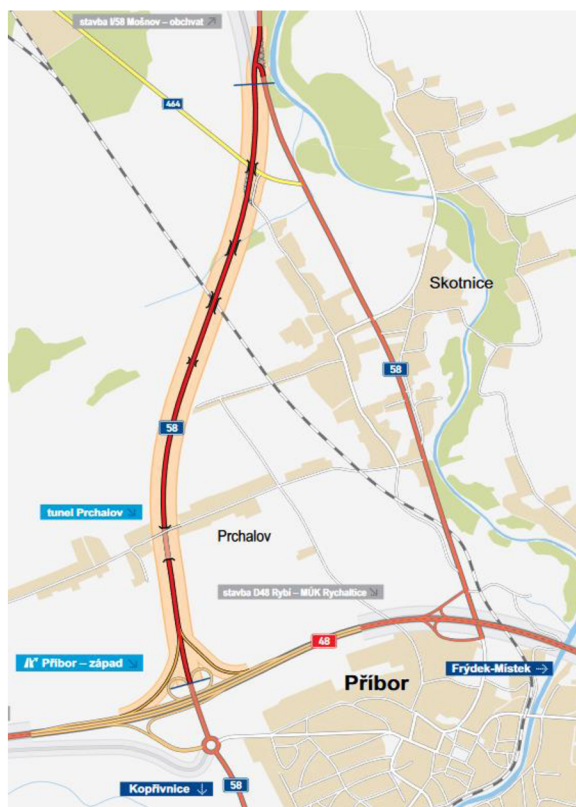 stavba I/58 Mošnov – obchvat
464
Skotnice
58
58
tunel Prchalov
Prchalov
stavba D48 Rybí – MÚK Rychaltice
48
Příbor – západ
Příbor
Frýdek-Místek
Kopřivnice
58